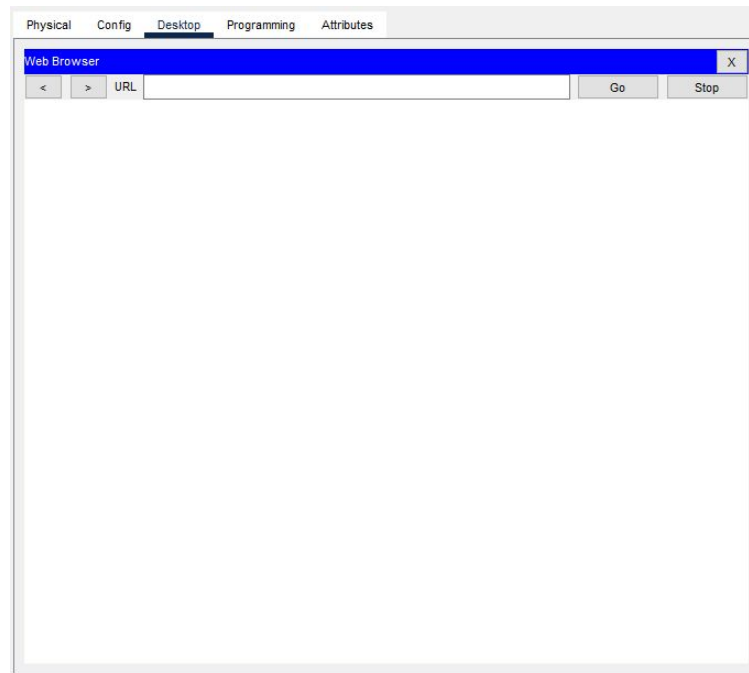 Physical Config Desktop Programming Attributes
Web Browser X
< > URL Go Stop